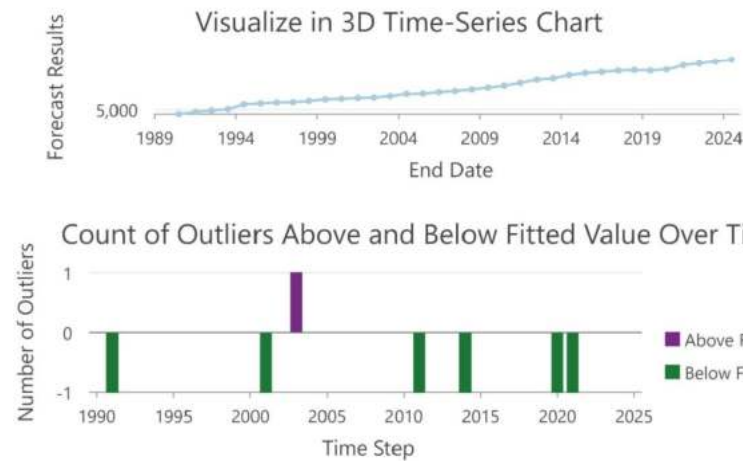 Visualize in 3D Time-Series Chart
Forecast Results
5,000
1989 1994 1999 2004 2009 2014 2019 2024
End Date
Count of Outliers Above and Below Fitted Value Over Ti
Number of Outliers
1
0
-1
1990 1995 2000 2005 2010 2015 2020 2025
Time Step
Above F
Below F